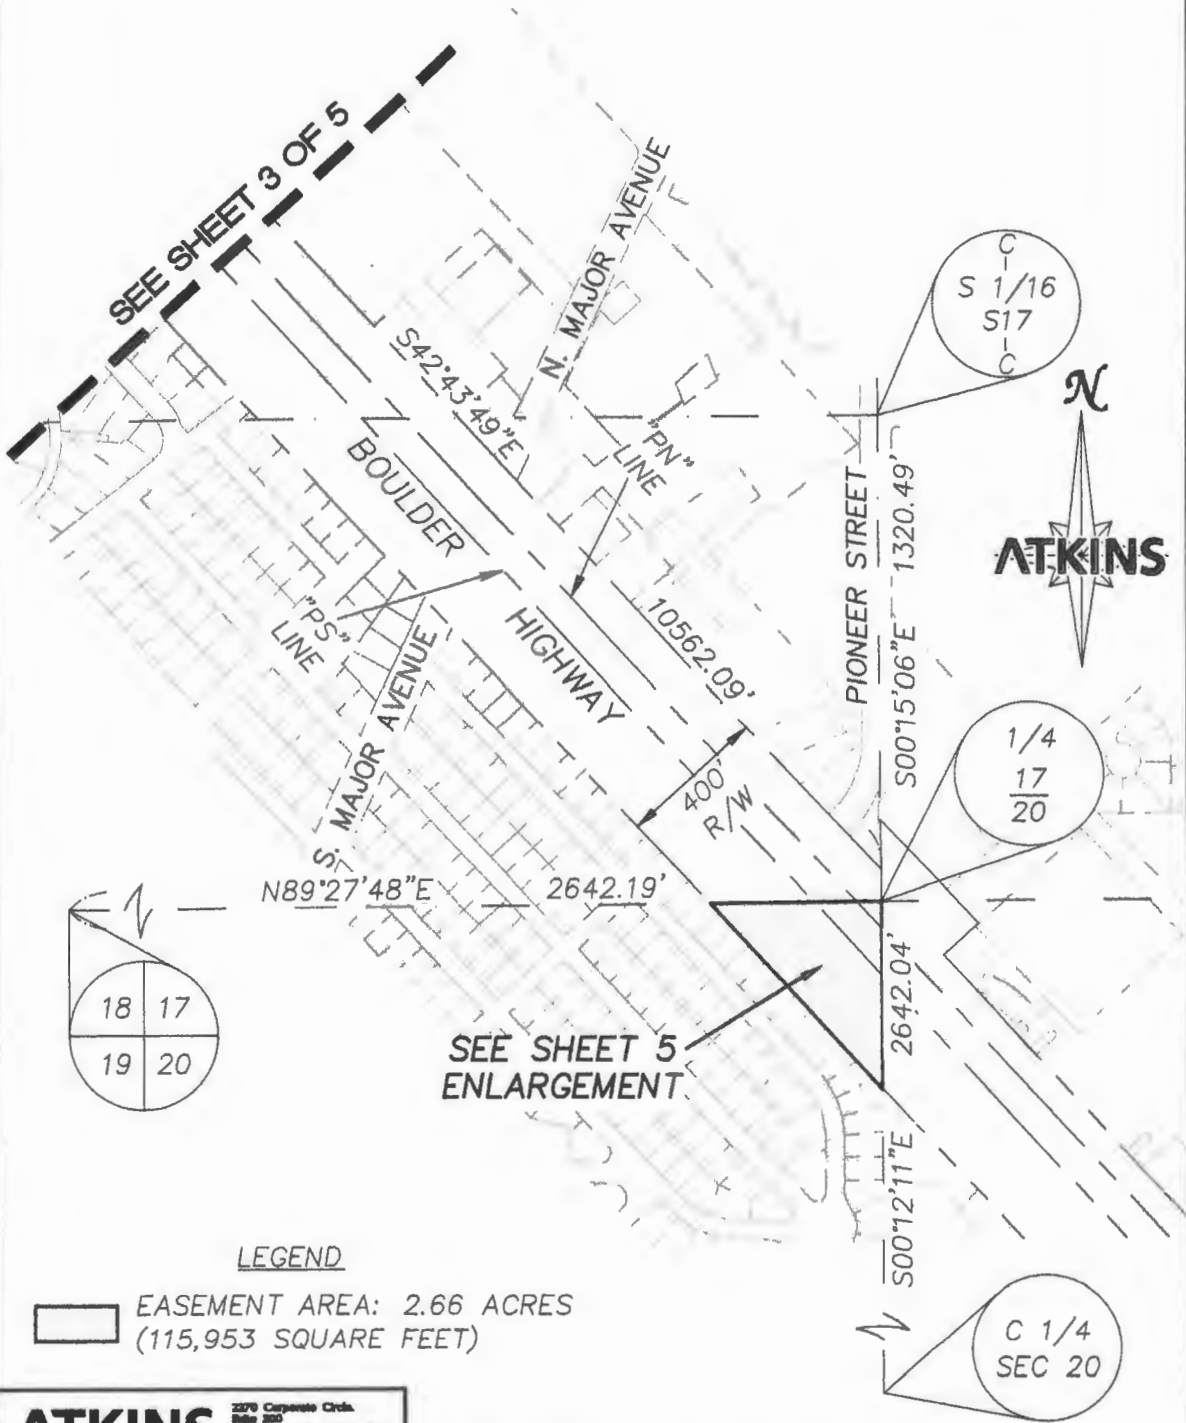 SEE SHEET 3 OF 5
N. MAJOR AVENUE
C
S 1/16
S17
C
N
S42°43'49"E
"PN"
LINE
BOULDER
HIGHWAY
PIONEER STREET
1320.49'
S00°15'06"E
ATKINS
"PS"
LINE
10562.09'
S. MAJOR AVENUE
400'
R/W
1/4
17
20
N89°27'48"E 2642.19'
18 17
19 20
2642.04'
S00°12'11"E
SEE SHEET 5
ENLARGEMENT
LEGEND
EASEMENT AREA: 2.66 ACRES
(115,953 SQUARE FEET)
C 1/4
SEC 20
ATKINS
2270 Corporate Circle,